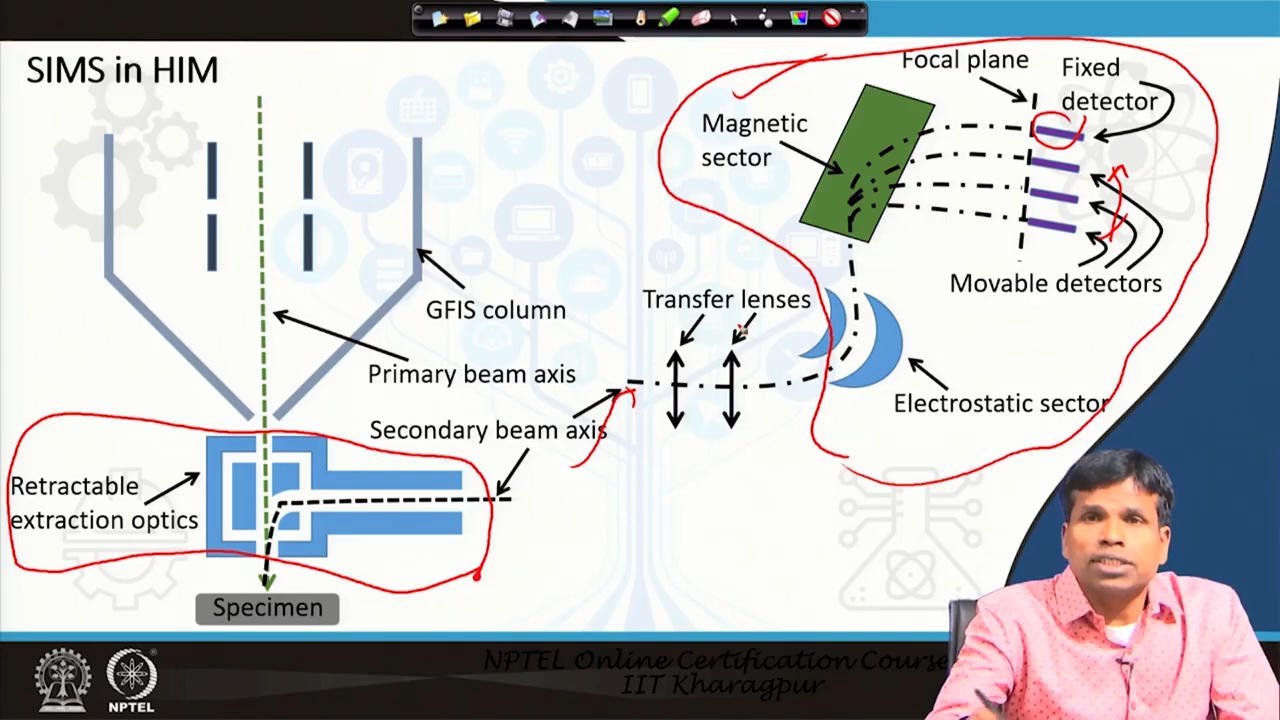 SIMS in HIM
Focal plane
Fixed
detector
Magnetic
sector
Movable detectors
GFIS column
Transfer lenses
Primary beam axis
Electrostatic sector
Secondary beam axis
Retractable
extraction optics
Specimen
NPTEL
NPTEL Online Certification Course
IIT Kharagpur